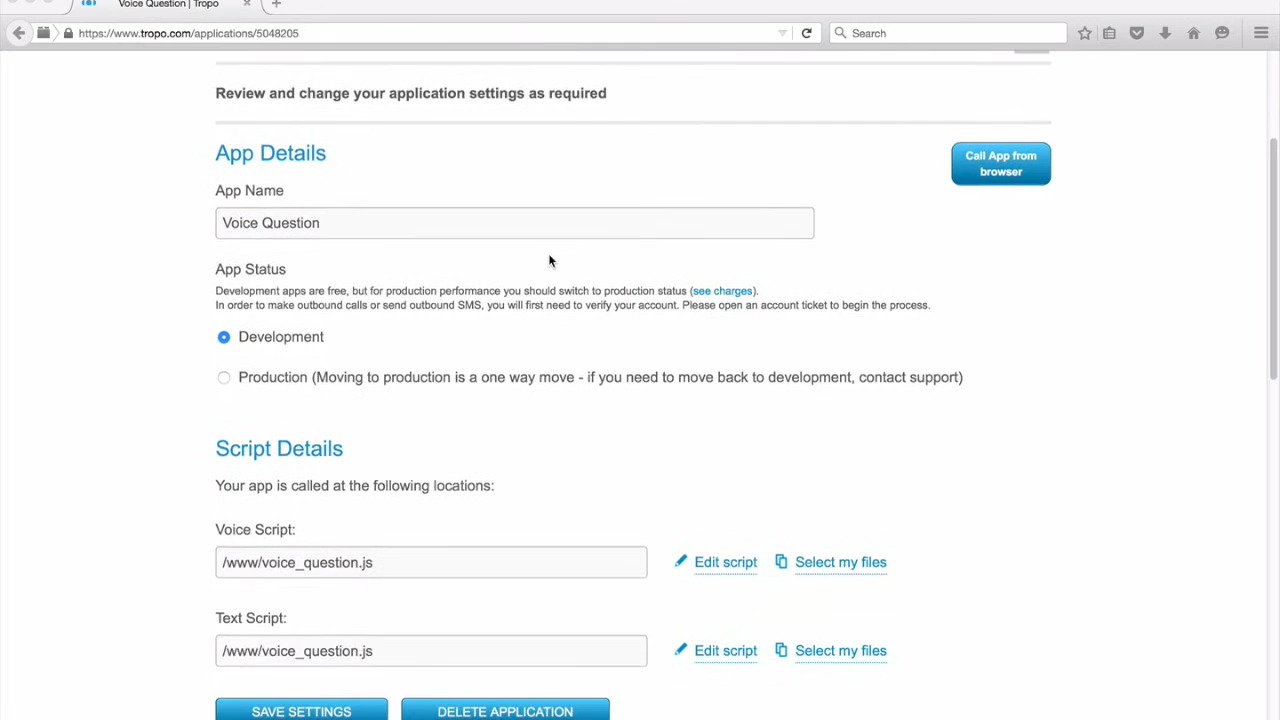 Voice Question | Tropo
https://www.tropo.com/applications/5048205
Search
Review and change your application settings as required
App Details
Call App from
browser
App Name
Voice Question
App Status
Development apps are free, but for production performance you should switch to production status (see charges).
In order to make outbound calls or send outbound SMS, you will first need to verify your account. Please open an account ticket to begin the process.
Development
Production (Moving to production is a one way move - if you need to move back to development, contact support)
Script Details
Your app is called at the following locations:
Voice Script:
/www/voice_question.js
Edit script
Select my files
Text Script:
/www/voice_question.js
Edit script
Select my files
SAVE SETTINGS
DELETE APPLICATION